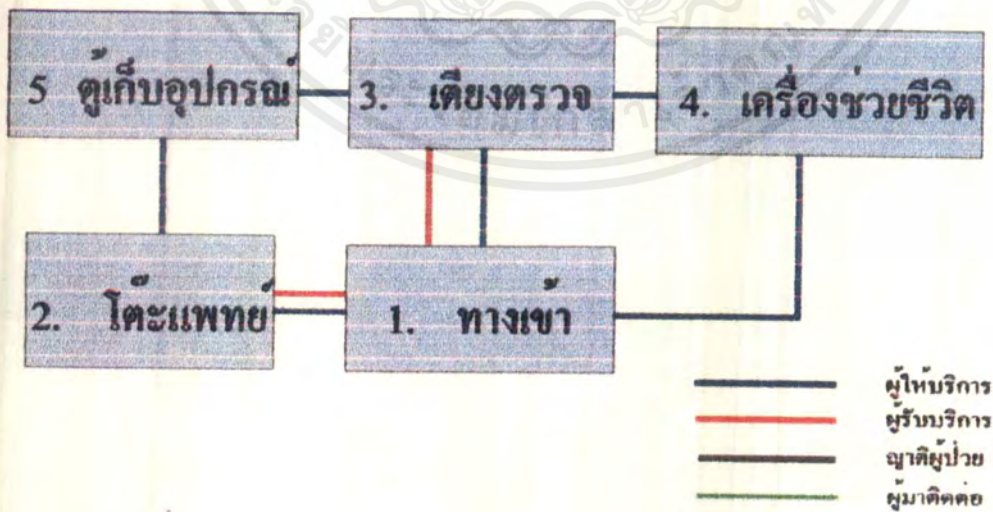 5 ตู้เก็บอุปกรณ์
3. เตียงตรวจ
4. เครื่องช่วยชีวิต
2. โต๊ะแพทย์
1. ทางเข้า
ผู้ให้บริการ
ผู้รับบริการ
ญาติผู้ป่วย
ผู้มาติดต่อ